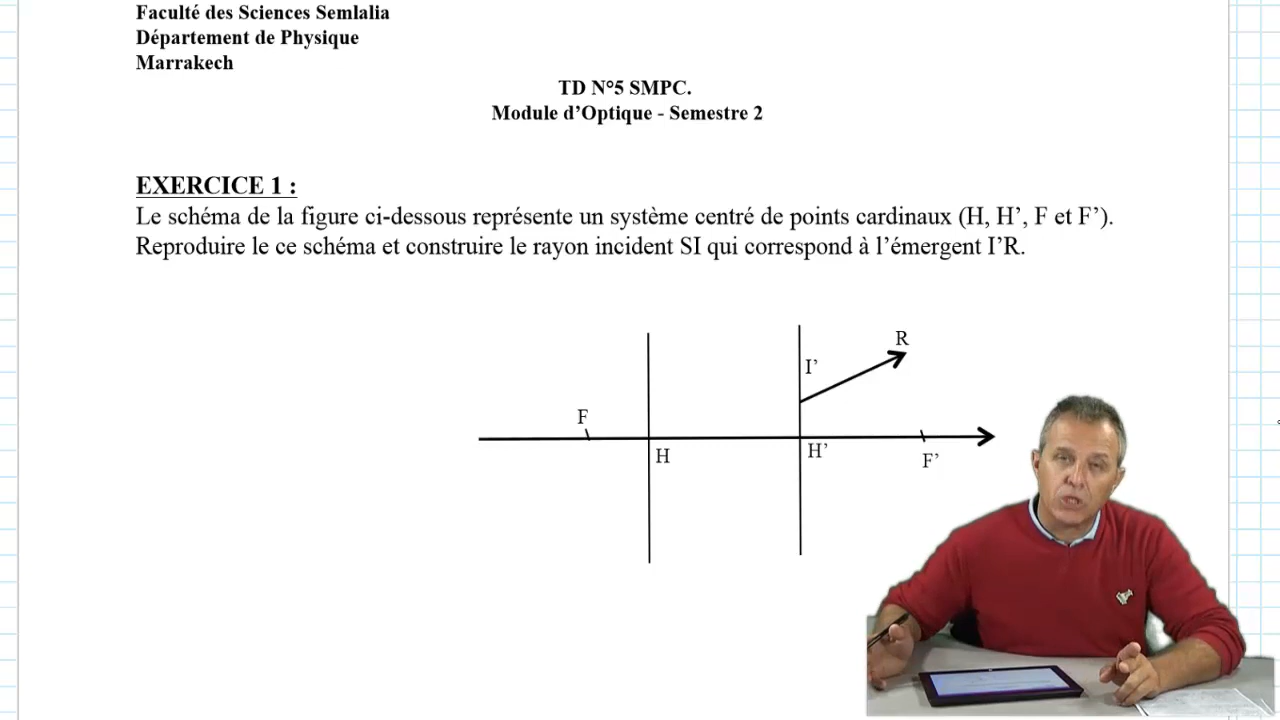 Faculté des Sciences Semlalia
Département de Physique
Marrakech
TD N°5 SMPC.
Module d’Optique - Semestre 2
EXERCICE 1 :
Le schéma de la figure ci-dessous représente un système centré de points cardinaux (H, H’, F et F’).
Reproduire le ce schéma et construire le rayon incident SI qui correspond à l’émergent I’R.
R
I’
F
H
H’
F’